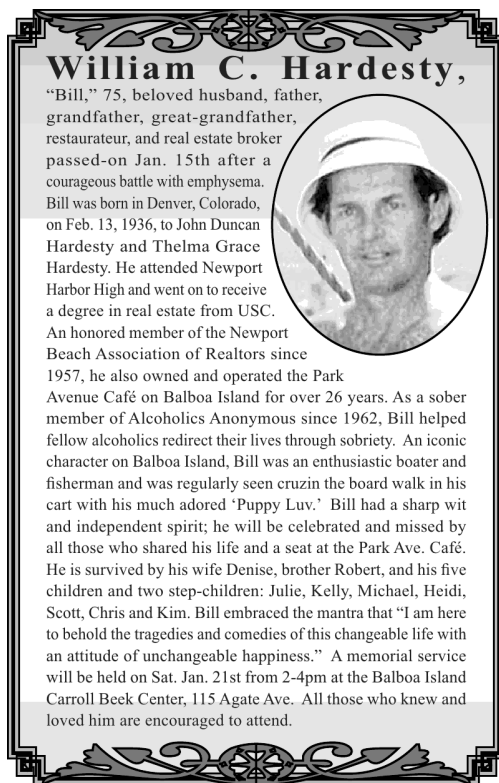 William C. Hardesty,
“Bill,” 75, beloved husband, father,
grandfather, great-grandfather,
restaurateur, and real estate broker
passed-on Jan. 15th after a
courageous battle with emphysema.
Bill was born in Denver, Colorado,
on Feb. 13, 1936, to John Duncan
Hardesty and Thelma Grace
Hardesty. He attended Newport
Harbor High and went on to receive
a degree in real estate from USC.
An honored member of the Newport
Beach Association of Realtors since
1957, he also owned and operated the Park
Avenue Café on Balboa Island for over 26 years. As a sober
member of Alcoholics Anonymous since 1962, Bill helped
fellow alcoholics redirect their lives through sobriety. An iconic
character on Balboa Island, Bill was an enthusiastic boater and
fisherman and was regularly seen cruzin the board walk in his
cart with his much adored ‘Puppy Luv.’ Bill had a sharp wit
and independent spirit; he will be celebrated and missed by
all those who shared his life and a seat at the Park Ave. Café.
He is survived by his wife Denise, brother Robert, and his five
children and two step-children: Julie, Kelly, Michael, Heidi,
Scott, Chris and Kim. Bill embraced the mantra that “I am here
to behold the tragedies and comedies of this changeable life with
an attitude of unchangeable happiness.” A memorial service
will be held on Sat. Jan. 21st from 2-4pm at the Balboa Island
Carroll Beek Center, 115 Agate Ave. All those who knew and
loved him are encouraged to attend.